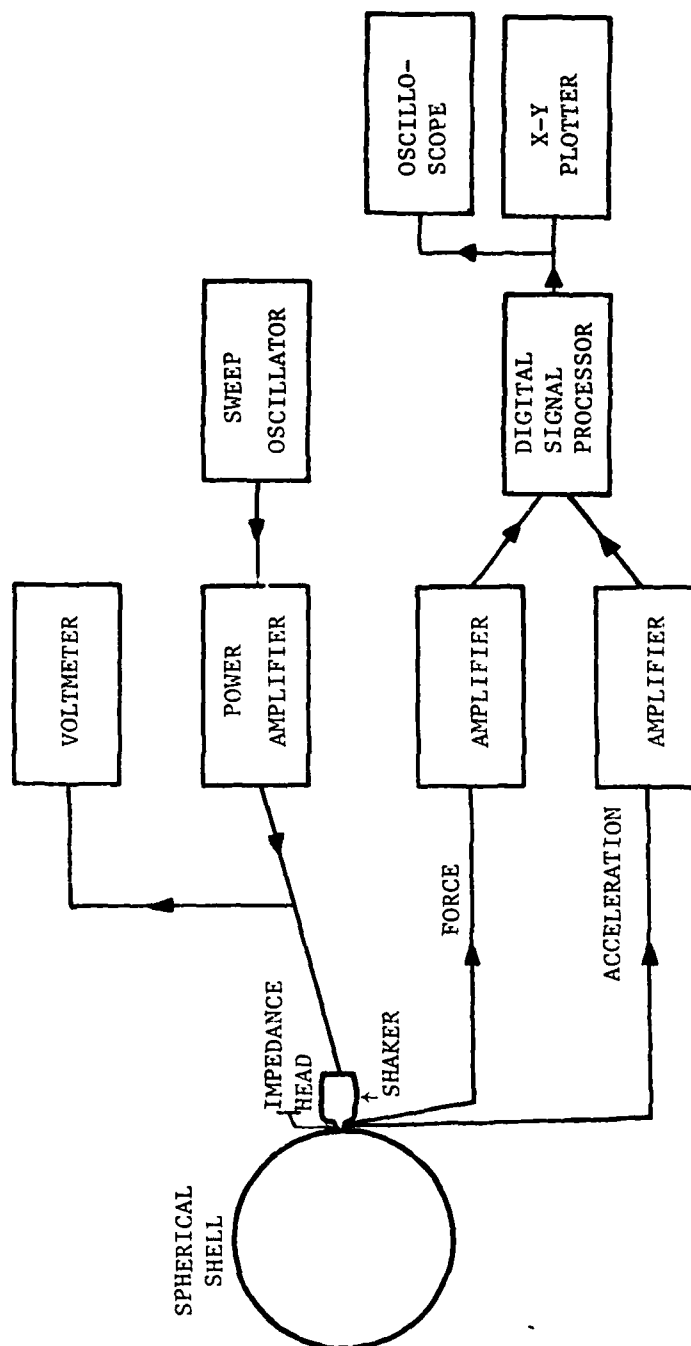 SPHERICAL
SHELL
IMPEDANCE
HEAD
SHAKER
VOLTMETER
POWER
AMPLIFIER
SWEEP
OSCILLATOR
FORCE
AMPLIFIER
ACCELERATION
AMPLIFIER
DIGITAL
SIGNAL
PROCESSOR
OSCILLO-
SCOPE
X-Y
PLOTTER